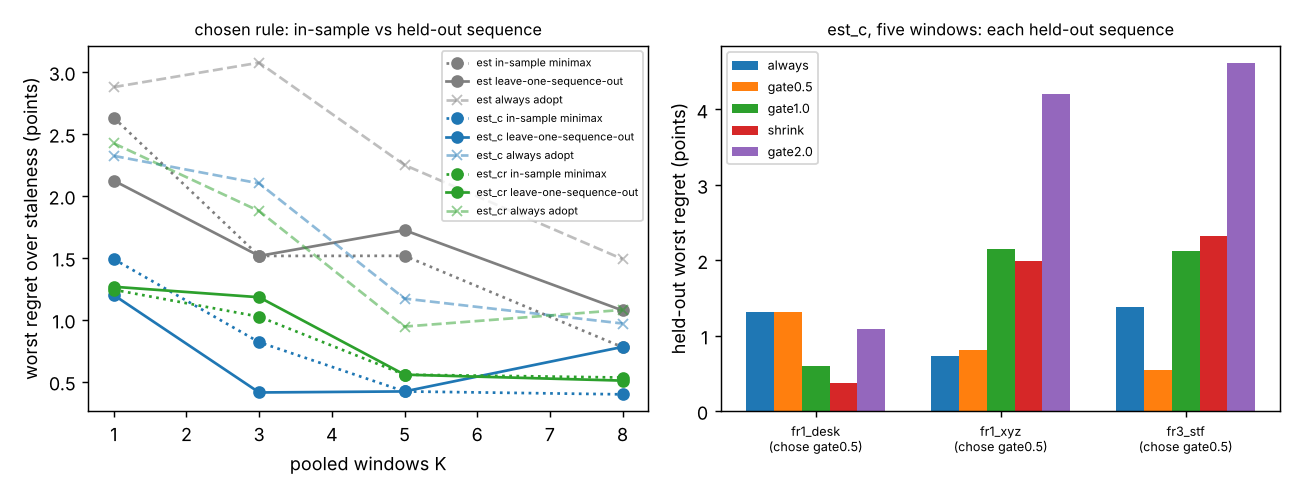 chosen rule: in-sample vs held-out sequence
worst regret over staleness (points)
3.0
2.5
2.0
1.5
1.0
0.5
est in-sample minimax
est leave-one-sequence-out
est always adopt
est_c in-sample minimax
est_c leave-one-sequence-out
est_c always adopt
est_cr in-sample minimax
est_cr leave-one-sequence-out
est_cr always adopt
1 2 3 4 5 6 7 8
pooled windows K
est_c, five windows: each held-out sequence
held-out worst regret (points)
4
3
2
1
0
always
gate0.5
gate1.0
shrink
gate2.0
fr1_desk fr1_xyz fr3_stf
(chose gate0.5) (chose gate0.5) (chose gate0.5)